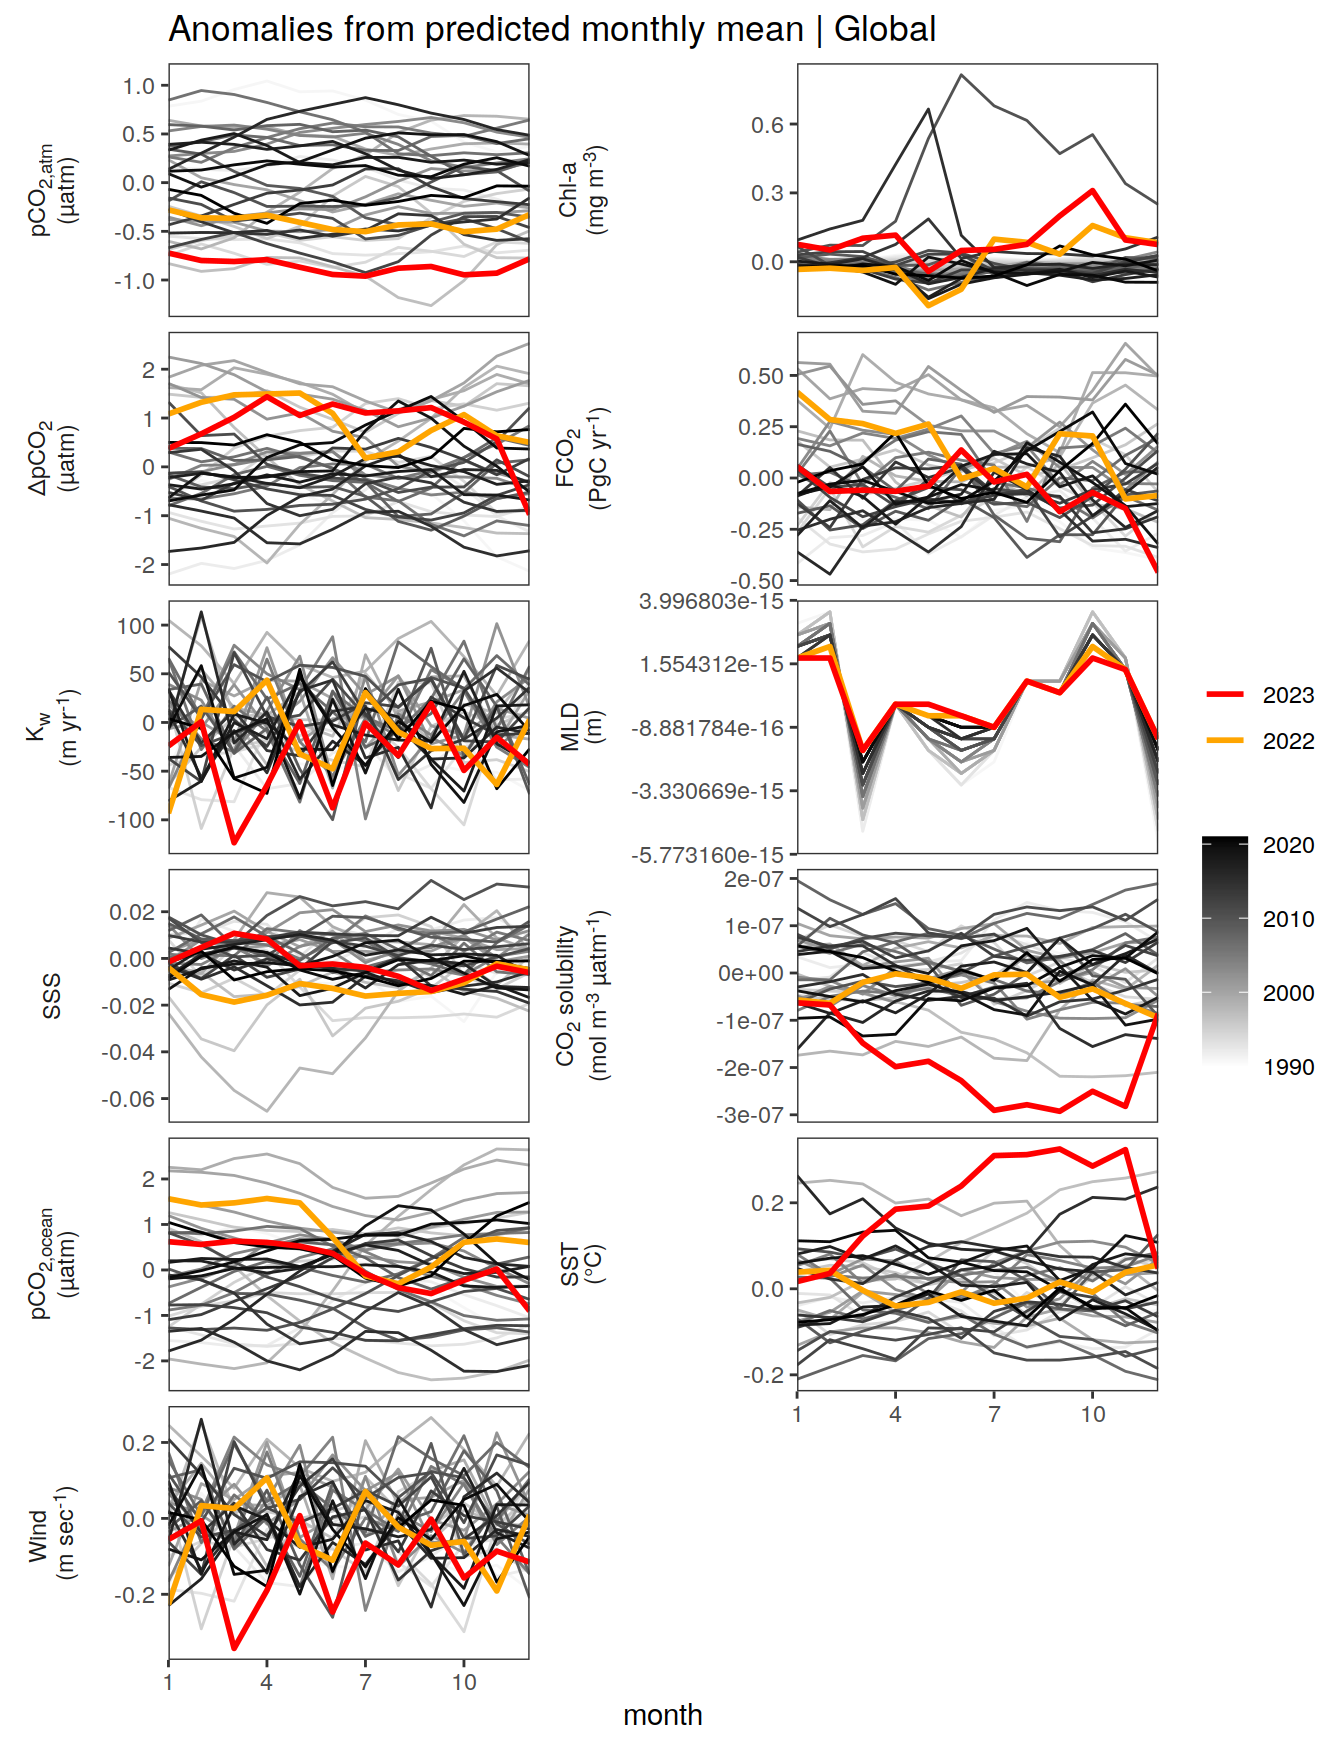 Anomalies from predicted monthly mean | Global
pCO2,atm
(µatm)
1.0
0.5
0.0
-0.5
-1.0
Chl-a
(mg m-3)
0.6
0.3
0.0
ΔpCO2
(µatm)
2
1
0
-1
-2
FCO2
(PgC yr-1)
0.50
0.25
0.00
-0.25
-0.50
Kw
(m yr-1)
100
50
0
-50
-100
MLD
(m)
3.996803e-15
1.554312e-15
-8.881784e-16
-3.330669e-15
-5.773160e-15
SSS
0.02
0.00
-0.02
-0.04
-0.06
CO2 solubility
(mol m-3 µatm-1)
2e-07
1e-07
0e+00
-1e-07
-2e-07
-3e-07
pCO2,ocean
(µatm)
2
1
0
-1
-2
SST
(°C)
0.2
0.0
-0.2
1 4 7 10
Wind
(m sec-1)
0.2
0.0
-0.2
1 4 7 10
month
2023
2022
2020
2010
2000
1990